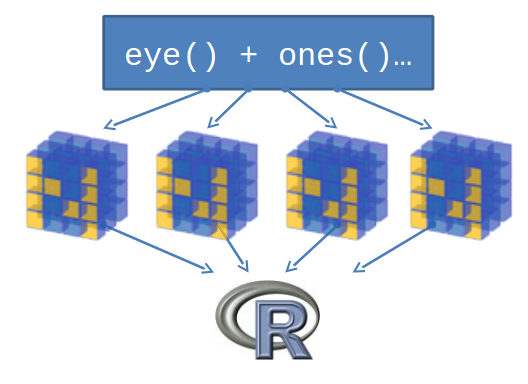 eye() + ones()…
R